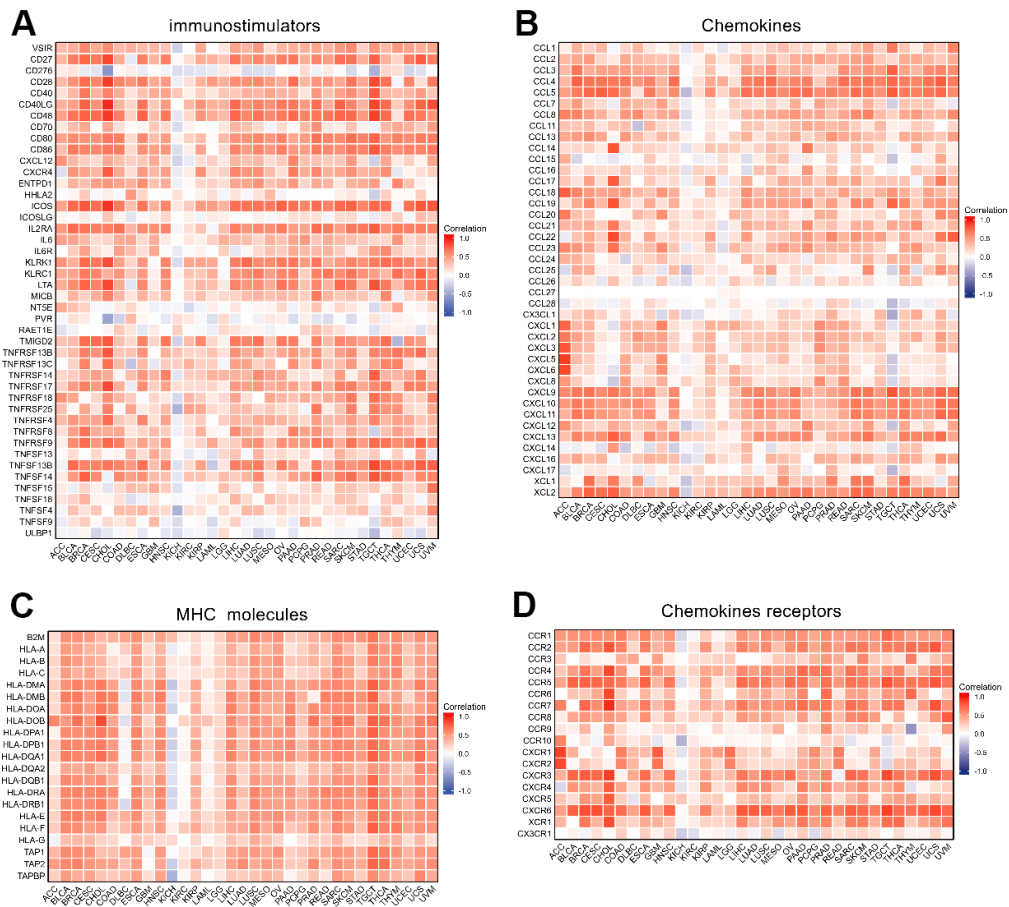 A
immunostimulators
VSIR
CD27
CD276
CD28
CD40
CD40LG
CD48
CD70
CD80
CD86
CXCL12
CXCR4
ENTPD1
HHLA2
ICOS
ICOSLG
IL2RA
IL6
IL6R
KLRK1
KLRC1
LTA
MICB
NT5E
PVR
RAET1E
TMIGD2
TNFRSF13B
TNFRSF13C
TNFRSF14
TNFRSF17
TNFRSF18
TNFRSF25
TNFRSF4
TNFRSF8
TNFRSF9
TNFSF13
TNFSF13B
TNFSF14
TNFSF15
TNFSF18
TNFSF4
TNFSF9
ULBP1
ACC BLCA BRCA CESC CHOL COAD DLBC ESCA GBM HNSC KICH KIRC KIRP LAML LGG LIHC LUAD LUSC MESO OV PAAD PCPG PRAD READ SARC SKCM STAD TGCT THCA THYM UCEC UCS UVM
Correlation
1.0
0.5
0.0
-0.5
-1.0
B
Chemokines
CCL1
CCL2
CCL3
CCL4
CCL5
CCL7
CCL8
CCL11
CCL13
CCL14
CCL15
CCL16
CCL17
CCL18
CCL19
CCL20
CCL21
CCL22
CCL23
CCL24
CCL25
CCL26
CCL27
CCL28
CX3CL1
CXCL1
CXCL2
CXCL3
CXCL5
CXCL6
CXCL8
CXCL9
CXCL10
CXCL11
CXCL12
CXCL13
CXCL14
CXCL16
CXCL17
XCL1
XCL2
ACC BLCA BRCA CESC CHOL COAD DLBC ESCA GBM HNSC KICH KIRC KIRP LAML LGG LIHC LUAD LUSC MESO OV PAAD PCPG PRAD READ SARC SKCM STAD TGCT THCA THYM UCEC UCS UVM
Correlation
1.0
0.5
0.0
-0.5
-1.0
C
MHC molecules
B2M
HLA-A
HLA-B
HLA-C
HLA-DMA
HLA-DMB
HLA-DOA
HLA-DOB
HLA-DPA1
HLA-DPB1
HLA-DQA1
HLA-DQA2
HLA-DQB1
HLA-DRA
HLA-DRB1
HLA-E
HLA-F
HLA-G
TAP1
TAP2
TAPBP
ACC BLCA BRCA CESC CHOL COAD DLBC ESCA GBM HNSC KICH KIRC KIRP LAML LGG LIHC LUAD LUSC MESO OV PAAD PCPG PRAD READ SARC SKCM STAD TGCT THCA THYM UCEC UCS UVM
Correlation
1.0
0.5
0.0
-0.5
-1.0
D
Chemokines receptors
CCR1
CCR2
CCR3
CCR4
CCR5
CCR6
CCR7
CCR8
CCR9
CCR10
CXCR1
CXCR2
CXCR3
CXCR4
CXCR5
CXCR6
XCR1
CX3CR1
ACC BLCA BRCA CESC CHOL COAD DLBC ESCA GBM HNSC KICH KIRC KIRP LAML LGG LIHC LUAD LUSC MESO OV PAAD PCPG PRAD READ SARC SKCM STAD TGCT THCA THYM UCEC UCS UVM
Correlation
1.0
0.5
0.0
-0.5
-1.0